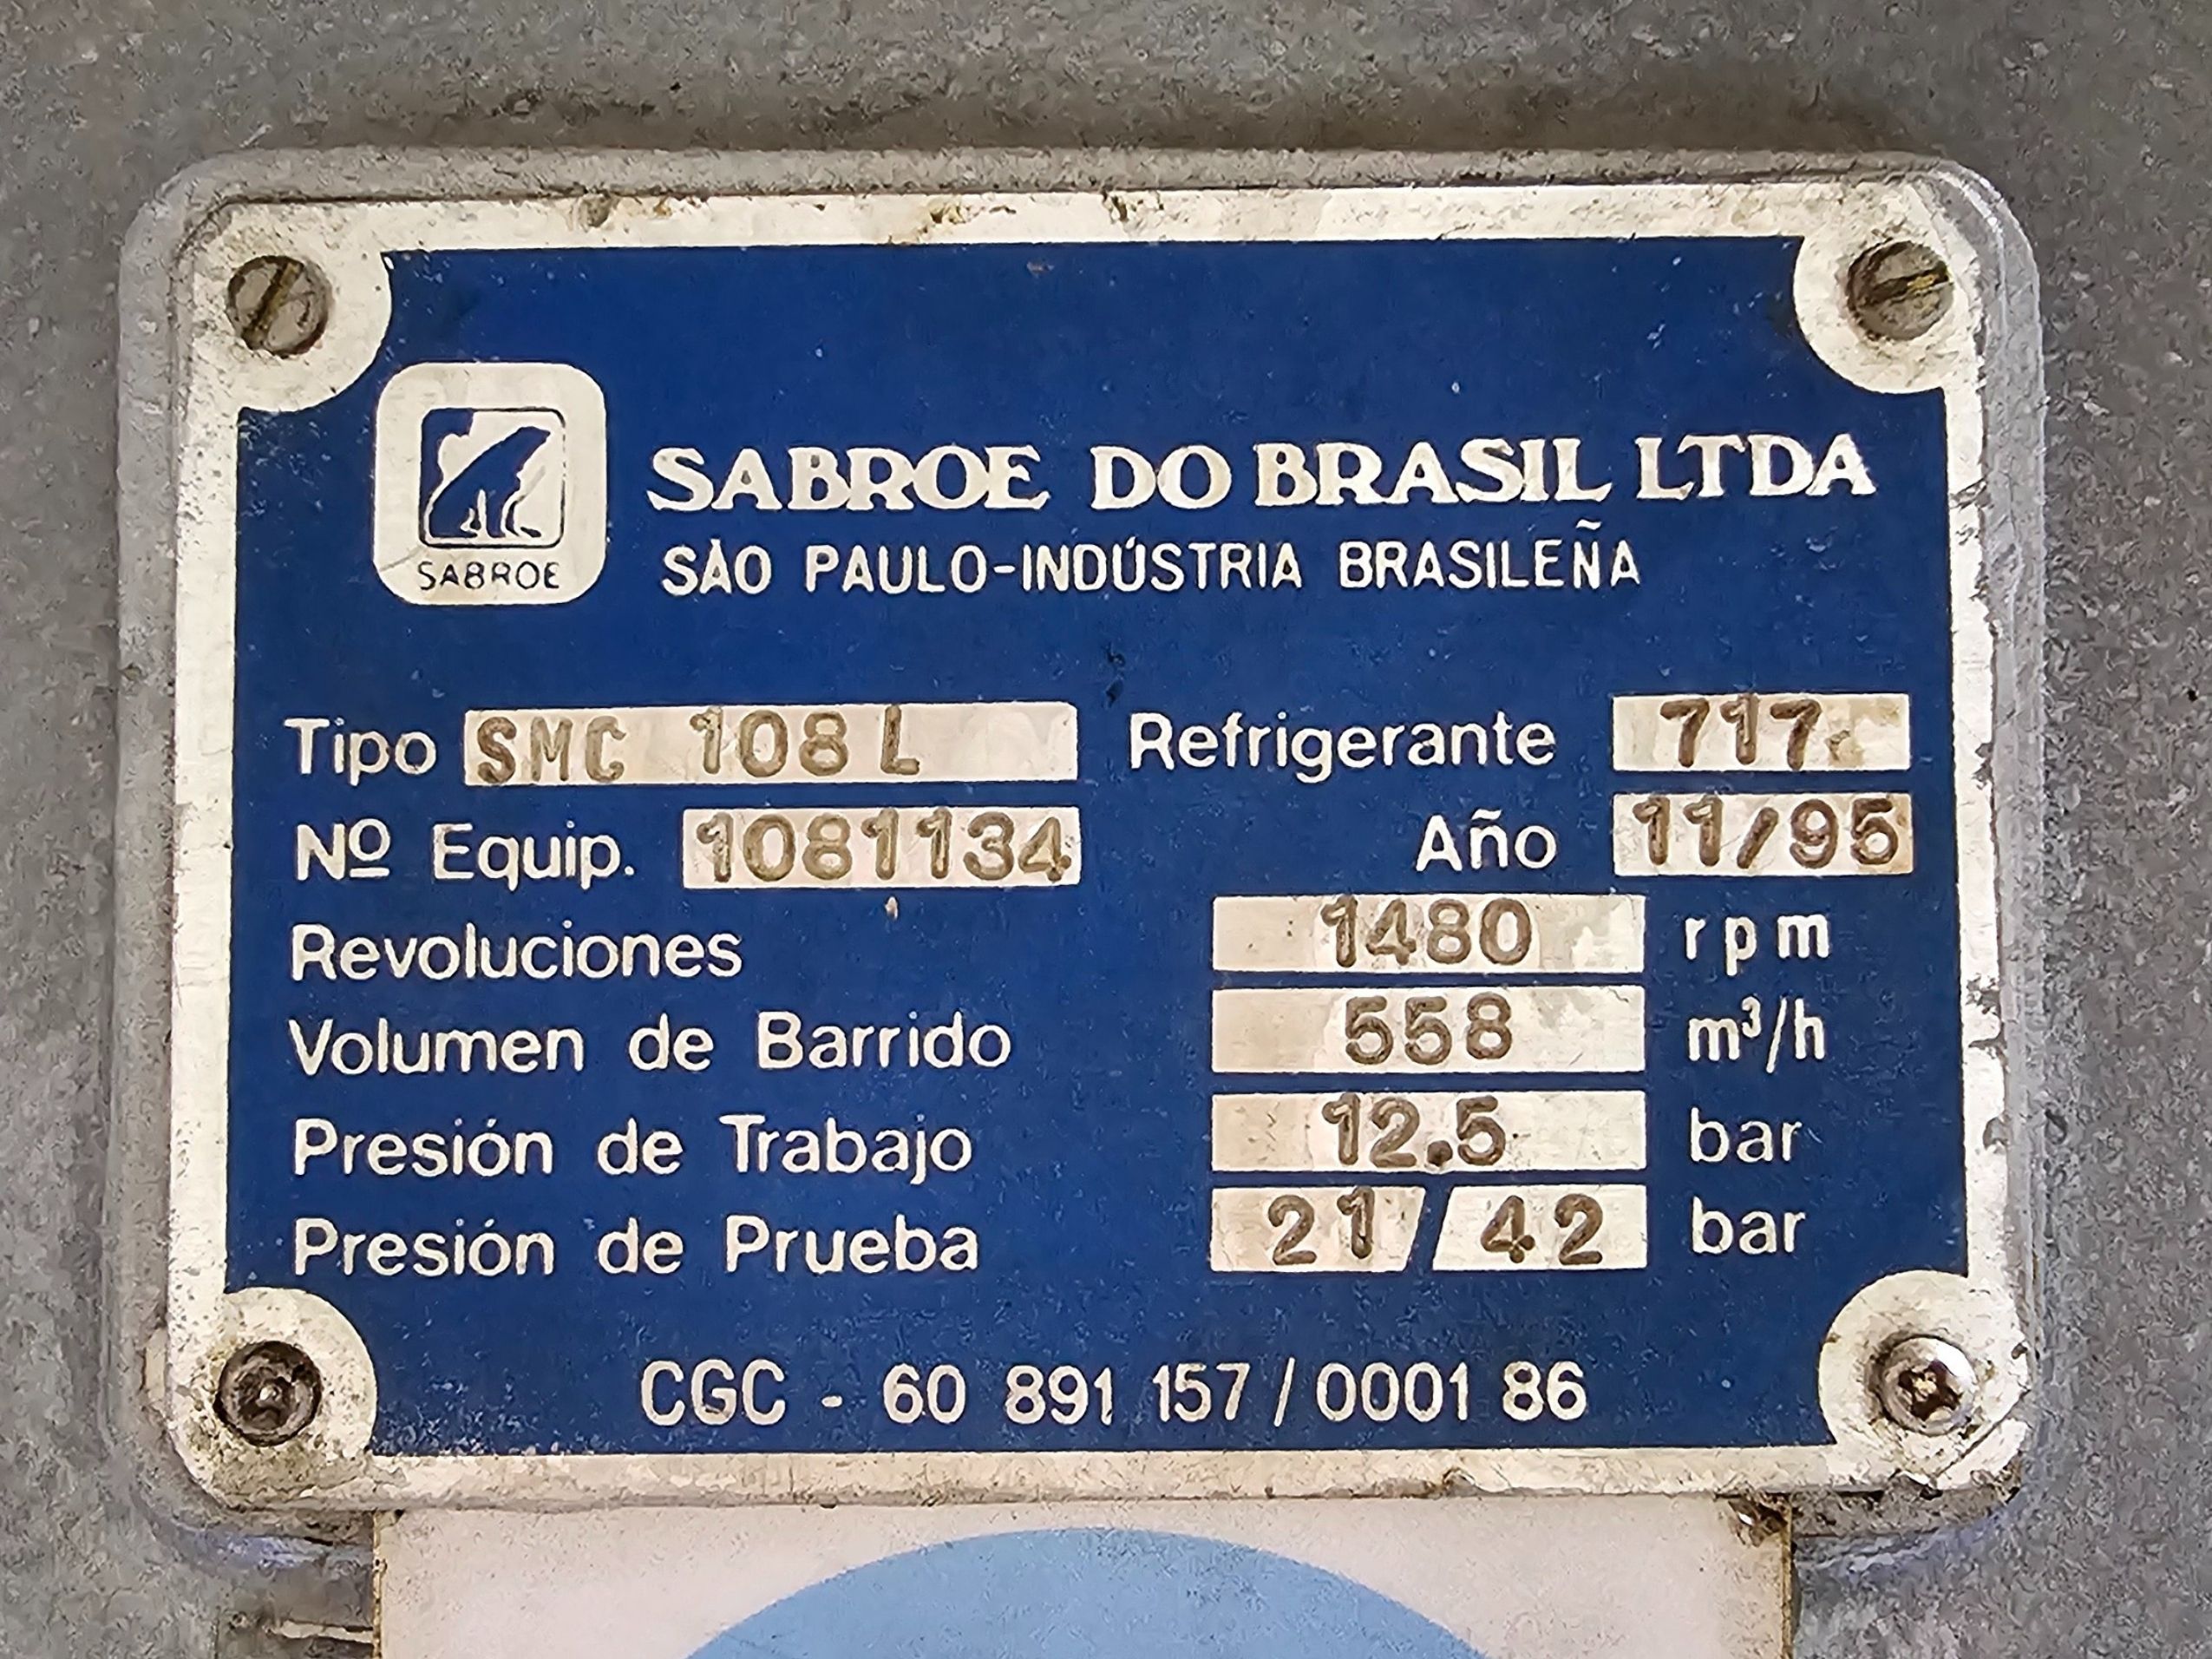 SABROE
SABROE DO BRASIL LTDA
SÃO PAULO-INDÚSTRIA BRASILEÑA
Tipo SMC 108 L Refrigerante 717
Nº Equip. 1081134 Año 11/95
Revoluciones 1480 rpm
Volumen de Barrido 558 m³/h
Presión de Trabajo 12.5 bar
Presión de Prueba 21/42 bar
CGC - 60 891 157/0001 86